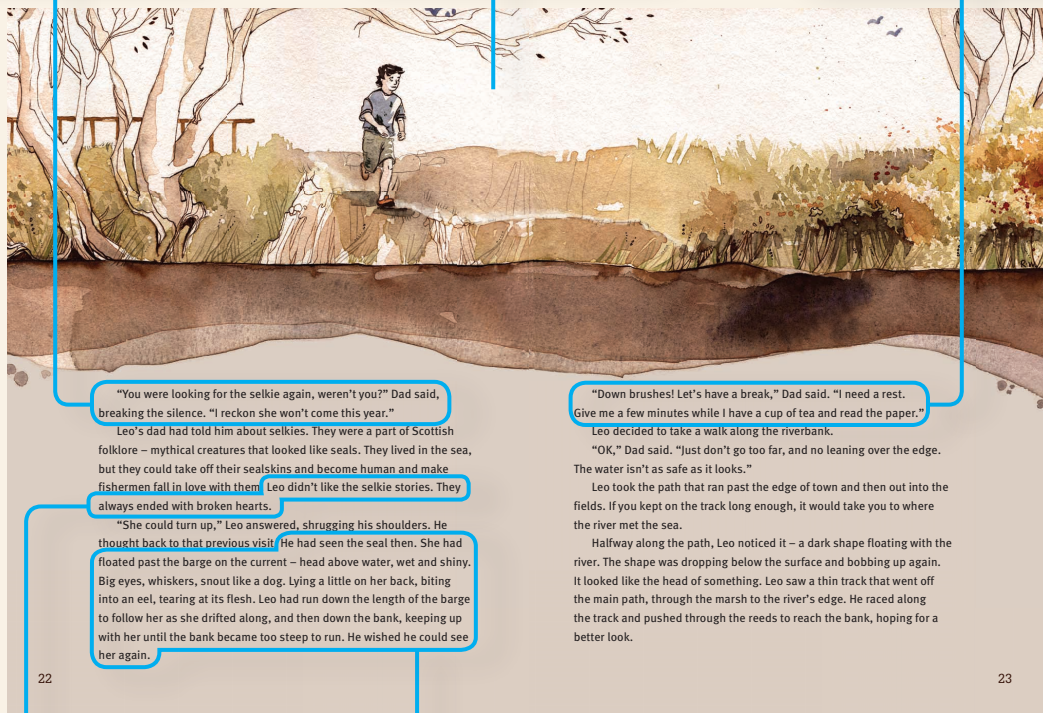 “You were looking for the selkie again, weren’t you?” Dad said,
breaking the silence. “I reckon she won’t come this year.”
Leo’s dad had told him about selkies. They were a part of Scottish
folklore – mythical creatures that looked like seals. They lived in the sea,
but they could take off their sealskins and become human and make
fishermen fall in love with them. Leo didn’t like the selkie stories. They
always ended with broken hearts.
“She could turn up,” Leo answered, shrugging his shoulders. He
thought back to that previous visit. He had seen the seal then. She had
floated past the barge on the current – head above water, wet and shiny.
Big eyes, whiskers, snout like a dog. Lying a little on her back, biting
into an eel, tearing at its flesh. Leo had run down the length of the barge
to follow her as she drifted along, and then down the bank, keeping up
with her until the bank became too steep to run. He wished he could see
her again.
22
“Down brushes! Let’s have a break,” Dad said. “I need a rest.
Give me a few minutes while I have a cup of tea and read the paper.”
Leo decided to take a walk along the riverbank.
“OK,” Dad said. “Just don’t go too far, and no leaning over the edge.
The water isn’t as safe as it looks.”
Leo took the path that ran past the edge of town and then out into the
fields. If you kept on the track long enough, it would take you to where
the river met the sea.
Halfway along the path, Leo noticed it – a dark shape floating with the
river. The shape was dropping below the surface and bobbing up again.
It looked like the head of something. Leo saw a thin track that went off
the main path, through the marsh to the river’s edge. He raced along
the track and pushed through the reeds to reach the bank, hoping for a
better look.
23